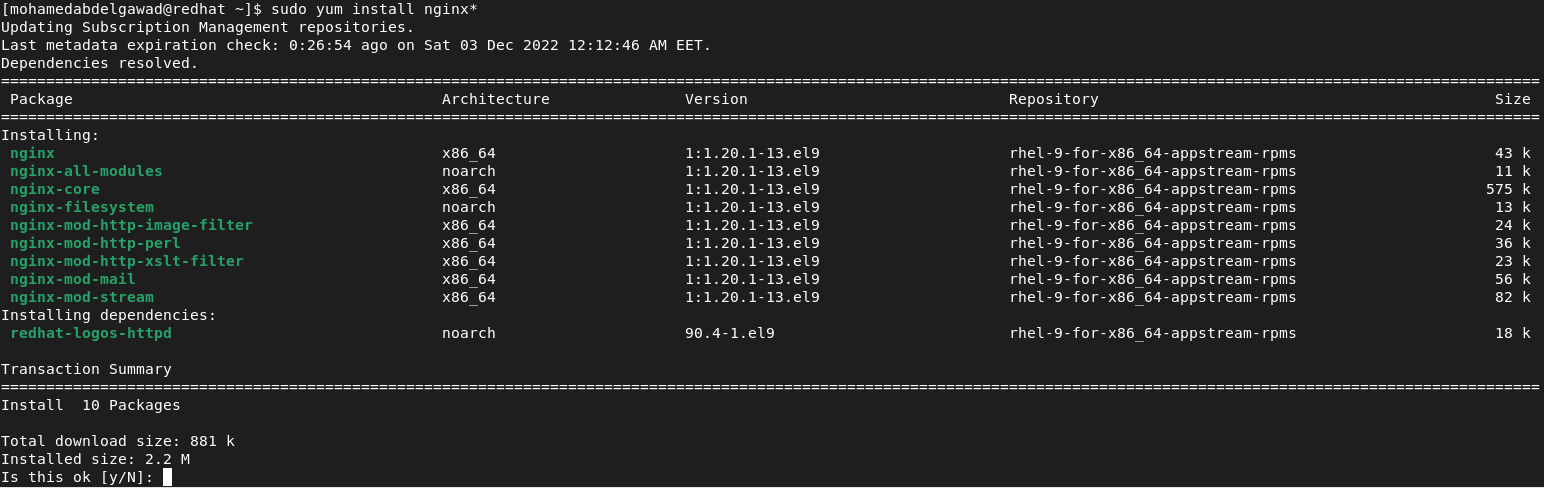 [mohamedabdelgawad@redhat ~]$ sudo yum install nginx*
Updating Subscription Management repositories.
Last metadata expiration check: 0:26:54 ago on Sat 03 Dec 2022 12:12:46 AM EET.
Dependencies resolved.
================================================================================
Package Architecture Version Repository Size
================================================================================
Installing:
nginx x86_64 1:1.20.1-13.el9 rhel-9-for-x86_64-appstream-rpms 43 k
nginx-all-modules noarch 1:1.20.1-13.el9 rhel-9-for-x86_64-appstream-rpms 11 k
nginx-core x86_64 1:1.20.1-13.el9 rhel-9-for-x86_64-appstream-rpms 575 k
nginx-filesystem noarch 1:1.20.1-13.el9 rhel-9-for-x86_64-appstream-rpms 13 k
nginx-mod-http-image-filter x86_64 1:1.20.1-13.el9 rhel-9-for-x86_64-appstream-rpms 24 k
nginx-mod-http-perl x86_64 1:1.20.1-13.el9 rhel-9-for-x86_64-appstream-rpms 36 k
nginx-mod-http-xslt-filter x86_64 1:1.20.1-13.el9 rhel-9-for-x86_64-appstream-rpms 23 k
nginx-mod-mail x86_64 1:1.20.1-13.el9 rhel-9-for-x86_64-appstream-rpms 56 k
nginx-mod-stream x86_64 1:1.20.1-13.el9 rhel-9-for-x86_64-appstream-rpms 82 k
Installing dependencies:
redhat-logos-httpd noarch 90.4-1.el9 rhel-9-for-x86_64-appstream-rpms 18 k
Transaction Summary
================================================================================
Install  10 Packages
Total download size: 881 k
Installed size: 2.2 M
Is this ok [y/N]: